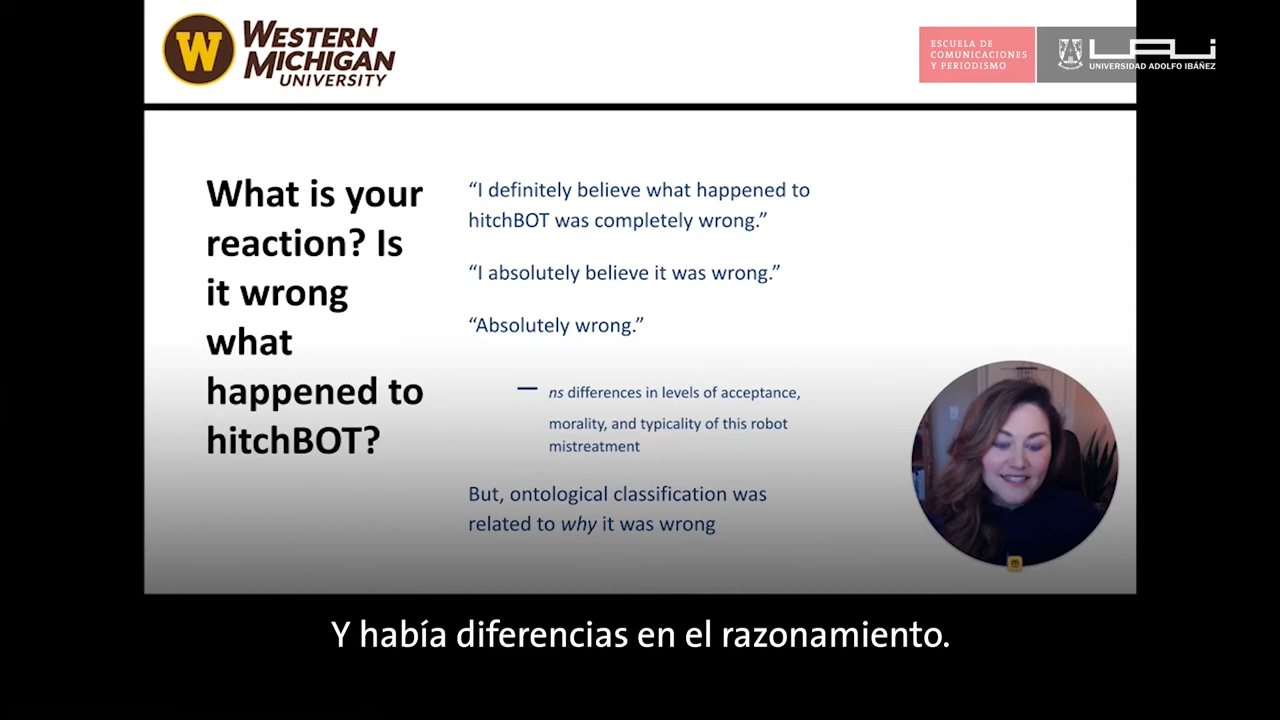 WESTERN
MICHIGAN
UNIVERSITY
W
ESCUELA DE
COMUNICACIONES
Y PERIODISMO
UAI
UNIVERSIDAD ADOLFO IBÁÑEZ
What is your
reaction? Is
it wrong
what
happened to
hitchBOT?
“I definitely believe what happened to
hitchBOT was completely wrong.”
“I absolutely believe it was wrong.”
“Absolutely wrong.”
— ns differences in levels of acceptance,
morality, and typicality of this robot
mistreatment
But, ontological classification was
related to why it was wrong
Y había diferencias en el razonamiento.